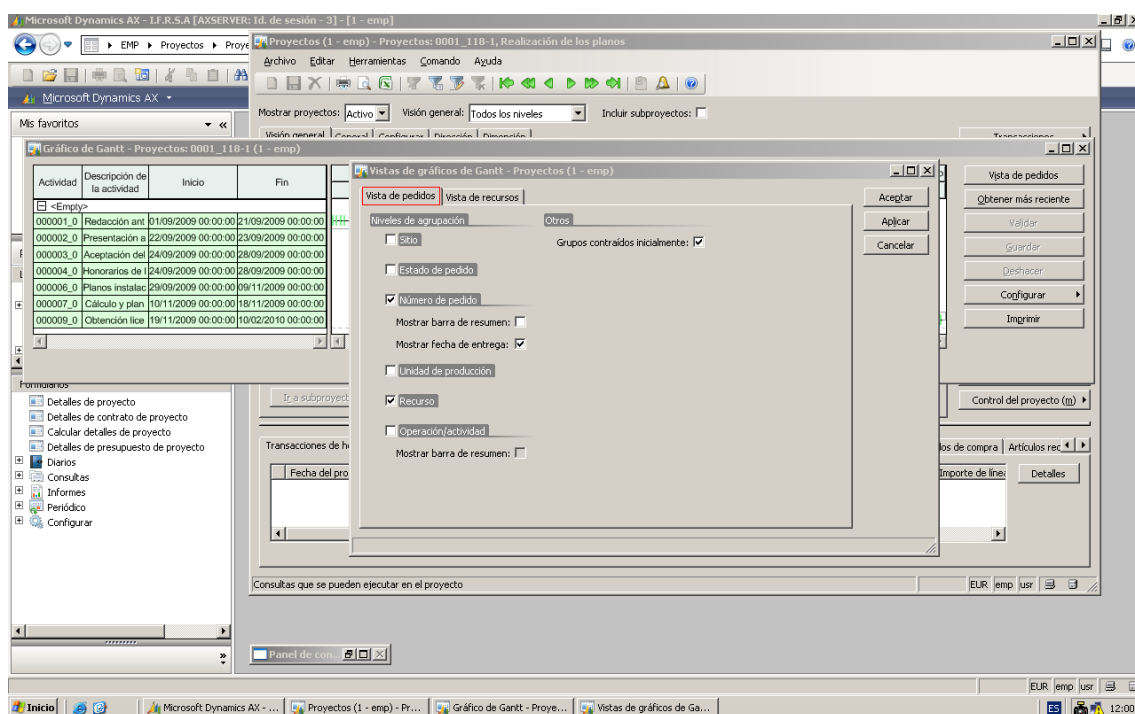 Microsoft Dynamics AX - I.F.R.S.A [AXSERVER: Id. de sesión - 3] - [1 - emp]
EMP Proyectos
Microsoft Dynamics AX
Mis favoritos
Proyectos (1 - emp) - Proyectos: 0001_118-1, Realización de los planos
Archivo Editar Herramientas Comando Ayuda
Mostrar proyectos: Activo Visión general: Todos los niveles Incluir subproyectos:
Visión general General Configurar Dirección Dimensión
Transacciones
Gráfico de Gantt - Proyectos: 0001_118-1 (1 - emp)
Actividad Descripción de la actividad Inicio Fin
<Empty>
000001_0 Redacción ant 01/09/2009 00:00:00 21/09/2009 00:00:00
000002_0 Presentación a 22/09/2009 00:00:00 23/09/2009 00:00:00
000003_0 Aceptación del 24/09/2009 00:00:00 28/09/2009 00:00:00
000004_0 Honorarios de l 24/09/2009 00:00:00 28/09/2009 00:00:00
000006_0 Planos instalac 29/09/2009 00:00:00 09/11/2009 00:00:00
000007_0 Cálculo y plan 10/11/2009 00:00:00 18/11/2009 00:00:00
000009_0 Obtención lice 19/11/2009 00:00:00 10/02/2010 00:00:00
Vista de pedidos
Obtener más reciente
Validar
Guardar
Deshacer
Configurar
Imprimir
Vistas de gráficos de Gantt - Proyectos (1 - emp)
Vista de pedidos Vista de recursos
Niveles de agrupación
Sitio
Estado de pedido
Número de pedido
Mostrar barra de resumen:
Mostrar fecha de entrega:
Unidad de producción
Recurso
Operación/actividad
Mostrar barra de resumen:
Otros
Grupos contraídos inicialmente:
Aceptar
Aplicar
Cancelar
Formularios
Detalles de proyecto
Detalles de contrato de proyecto
Calcular detalles de proyecto
Detalles de presupuesto de proyecto
Diarios
Consultas
Informes
Periódico
Configurar
Ir a subproyect
Control del proyecto (m)
Transacciones de h
os de compra Artículos rec
Fecha del pro
Importe de líne
Detalles
Consultas que se pueden ejecutar en el proyecto
EUR emp usr
Panel de con...
EUR emp usr
Inicio Microsoft Dynamics AX - ... Proyectos (1 - emp) - Pr... Gráfico de Gantt - Proye... Vistas de gráficos de Ga... ES 12:00